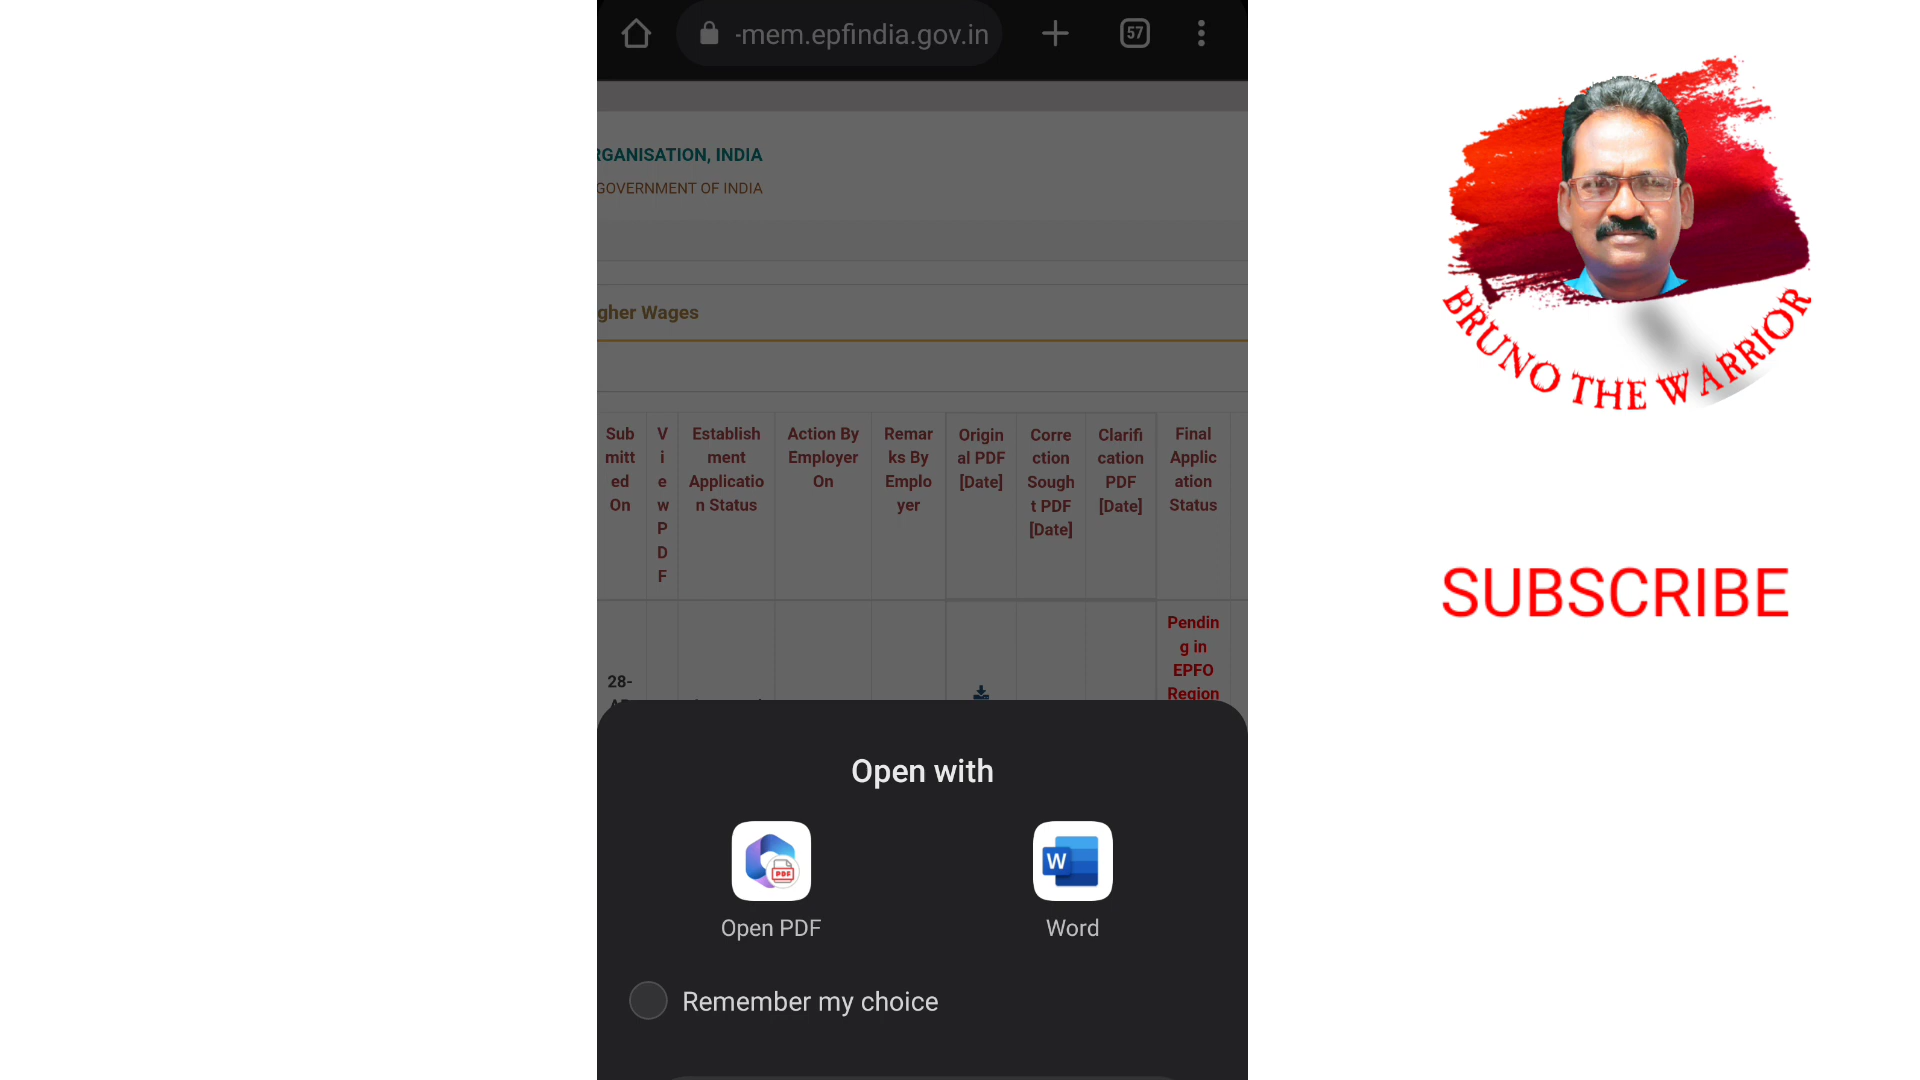 -mem.epfindia.gov.in
57
RGANISATION, INDIA
GOVERNMENT OF INDIA
gher Wages
Sub
mitt
ed
On
V
i
e
w
P
D
F
Establish
ment
Applicatio
n Status
Action By
Employer
On
Remar
ks By
Emplo
yer
Origin
al PDF
[Date]
Corre
ction
Sough
t PDF
[Date]
Clarifi
cation
PDF
[Date]
Final
Applic
ation
Status
28-
Pendin
g in
EPFO
Region
Open with
PDF
W
Open PDF
Word
Remember my choice
BRUNO THE WARRIOR
SUBSCRIBE